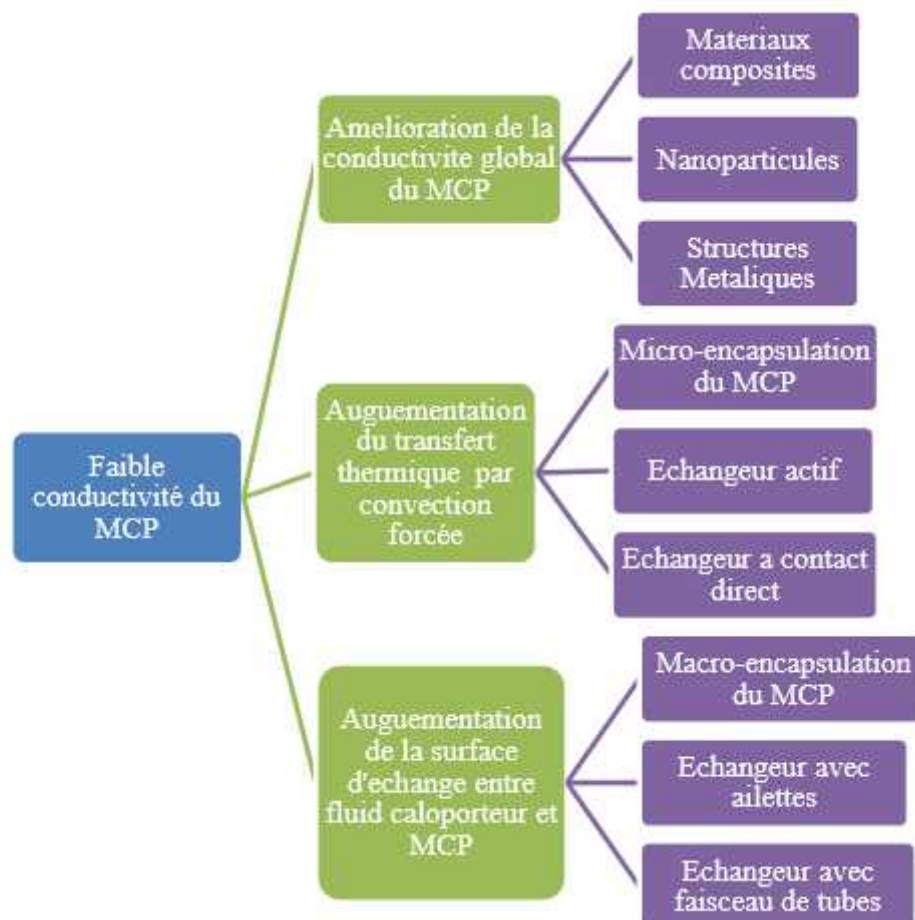 Faible
conductivité du
MCP
Amelioration de la
conductivite global
du MCP
Materiaux
composites
Nanoparticules
Structures
Metaliques
Auguementation
du transfert
thermique par
convection
forcée
Micro-encapsulation
du MCP
Echangeur actif
Echangeur a contact
direct
Auguementation
de la surface
d'echange entre
fluid caloporteur et
MCP
Macro-encapsulation
du MCP
Echangeur avec
ailettes
Echangeur avec
faisceau de tubes